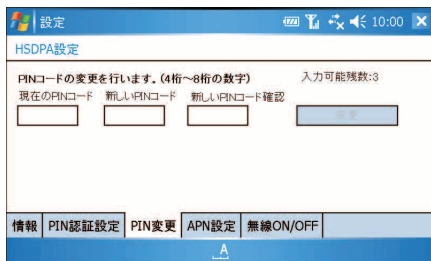 設定 10:00
HSDPA設定
PINコードの変更を行います。(4桁～8桁の数字) 入力可能残数:3
現在のPINコード 新しいPINコード 新しいPINコード確認
変更
情報 PIN認証設定 PIN変更 APN設定 無線ON/OFF
A